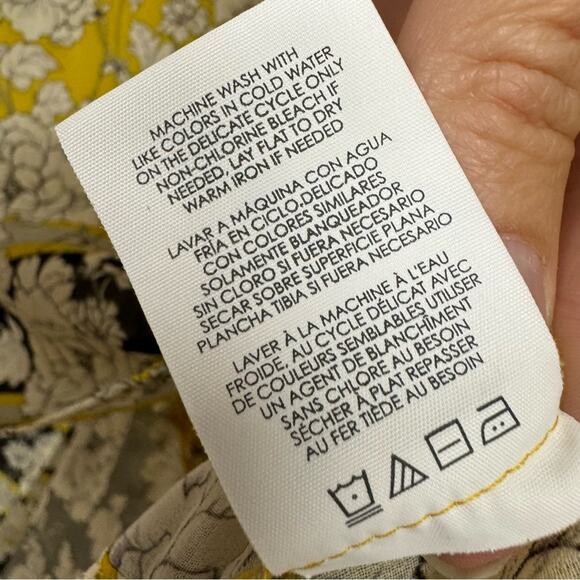 MACHINE WASH WITH
LIKE COLORS IN COLD WATER
ON THE DELICATE CYCLE ONLY
NON-CHLORINE BLEACH IF
NEEDED, LAY FLAT TO DRY
WARM IRON IF NEEDED
LAVAR A MÁQUINA CON AGUA
FRÍA EN CICLO, DELICADO
CON COLORES SIMILARES
SOLAMENTE BLANQUEADOR
SIN CLORO SI FUERA NECESARIO
SECAR SOBRE SUPERFICIE PLANA
PLANCHA TIBIA SI FUERA NECESARIO
LAVER À LA MACHINE À L'EAU
FROIDE, AU CYCLE DÉLICAT AVEC
DE COULEURS SEMBLABLES UTILISER
UN AGENT DE BLANCHÎMENT
SANS CHLORE AU BESOIN
SÉCHER À PLAT REPASSER
AU FER TIÈDE AU BESOIN